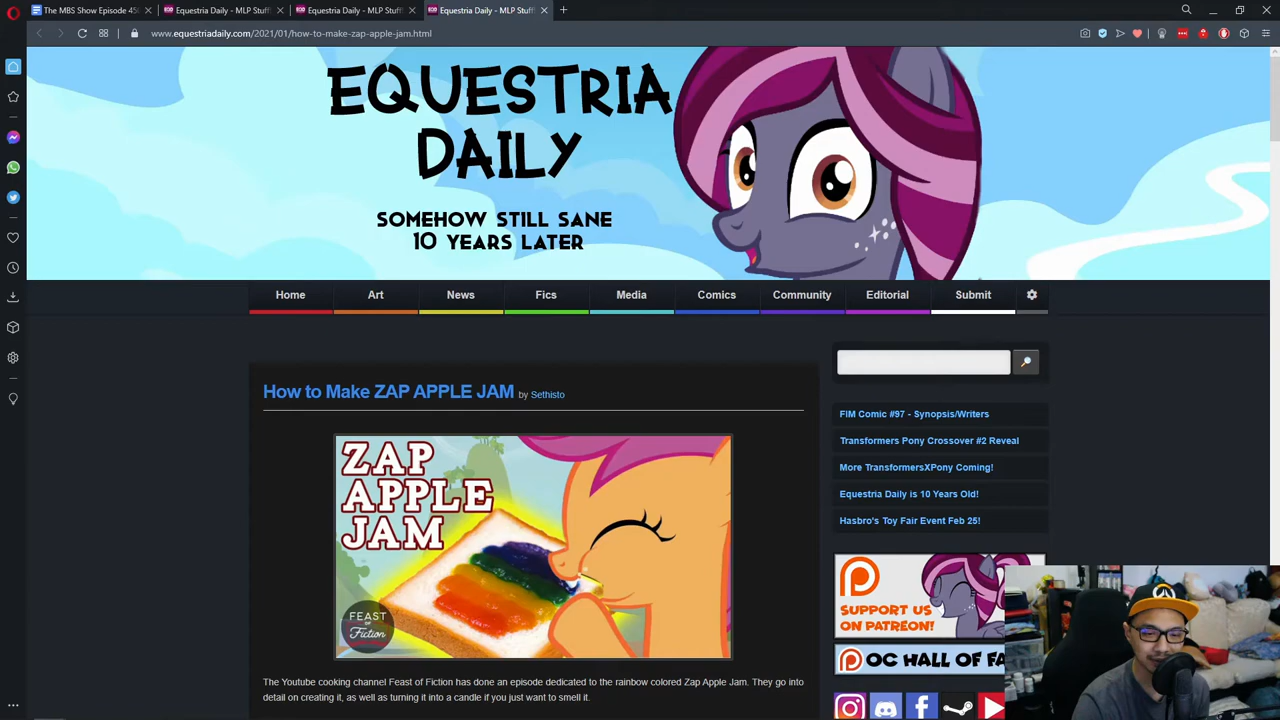 The MBS Show Episode 450
Equestria Daily - MLP Stuff!
Equestria Daily - MLP Stuff!
Equestria Daily - MLP Stuff!
www.equestriadaily.com/2021/01/how-to-make-zap-apple-jam.html
EQUESTRIA
DAILY
SOMEHOW STILL SANE
10 YEARS LATER
Home Art News Fics Media Comics Community Editorial Submit
How to Make ZAP APPLE JAM by Sethisto
ZAP
APPLE
JAM
FEAST
OF
Fiction
The Youtube cooking channel Feast of Fiction has done an episode dedicated to the rainbow colored Zap Apple Jam. They go into
detail on creating it, as well as turning it into a candle if you just want to smell it.
FIM Comic #97 - Synopsis/Writers
Transformers Pony Crossover #2 Reveal
More TransformersXPony Coming!
Equestria Daily is 10 Years Old!
Hasbro's Toy Fair Event Feb 25!
SUPPORT US
ON PATREON!
OC HALL OF FA